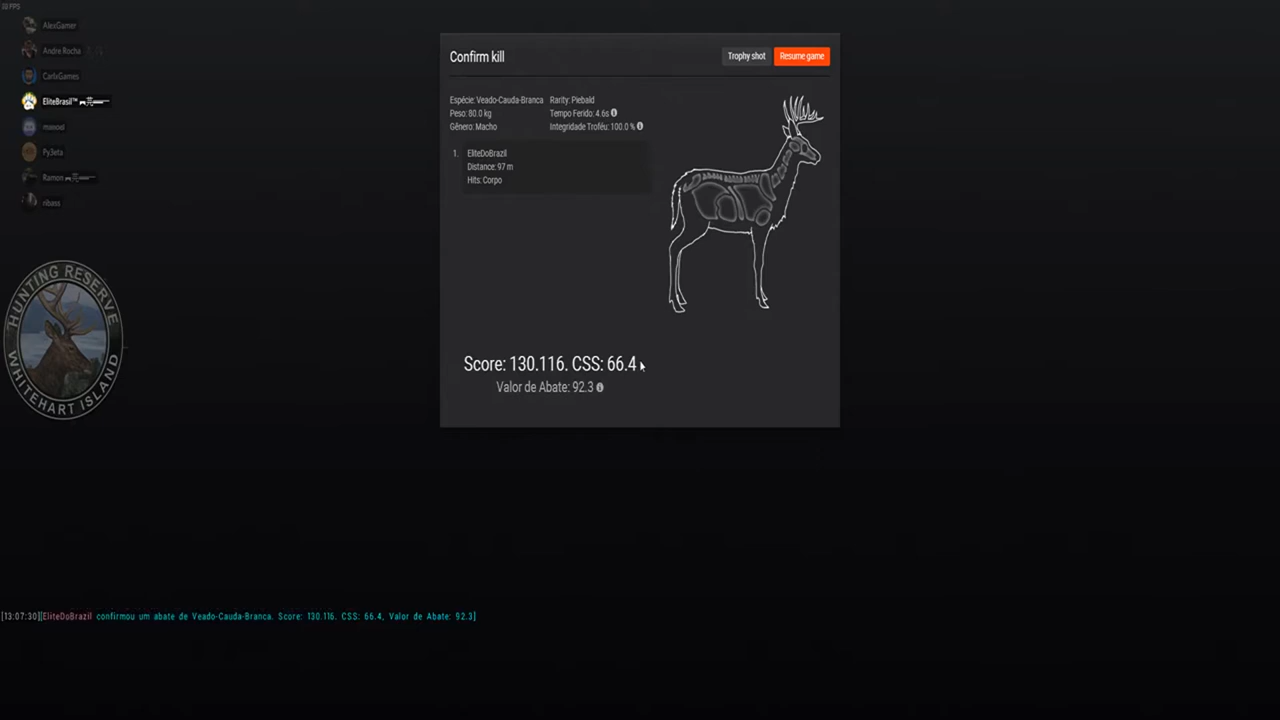 FPS
AlexGamer
Andre Rocha
CarlxGames
EliteBrasil™
Py3eta
Ramon
ribass
HUNTING RESERVE
WHITEHART ISLAND
Confirm kill
Trophy shot
Resume game
Espécie: Veado-Cauda-Branca
Rarity: Piebald
Peso: 80.0 kg
Tempo Ferido: 4.6s
Gênero: Macho
Integridade Troféu: 100.0 %
1. EliteDoBrazil
Distance: 97 m
Hits: Corpo
Score: 130.116. CSS: 66.4
Valor de Abate: 92.3
[13:07:30][EliteDoBrazil confirmou um abate de Veado-Cauda-Branca. Score: 130.116. CSS: 66.4, Valor de Abate: 92.3]